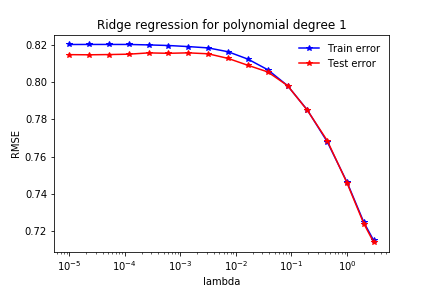 Ridge regression for polynomial degree 1
0.82
0.80
0.78
0.76
0.74
0.72
RMSE
Train error
Test error
10⁻⁵
10⁻⁴
10⁻³
10⁻²
10⁻¹
10⁰
lambda